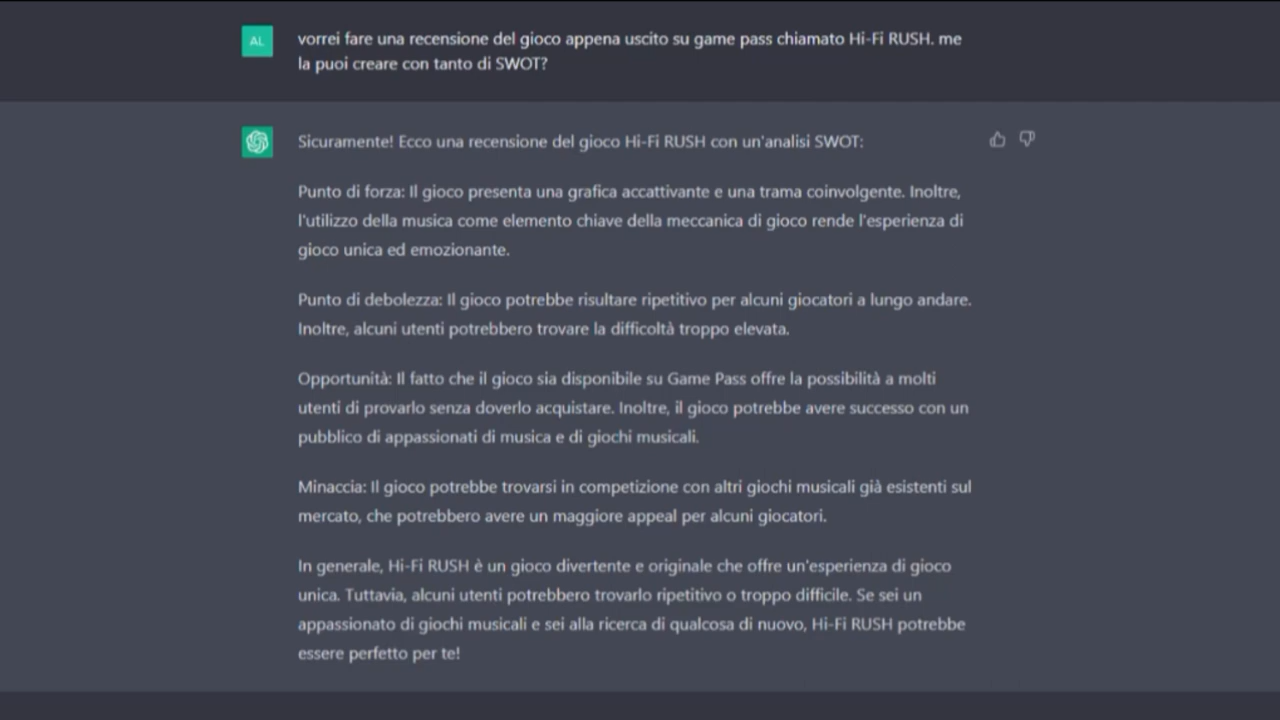 AL
vorrei fare una recensione del gioco appena uscito su game pass chiamato Hi-Fi RUSH. me
la puoi creare con tanto di SWOT?
Sicuramente! Ecco una recensione del gioco Hi-Fi RUSH con un'analisi SWOT:
Punto di forza: Il gioco presenta una grafica accattivante e una trama coinvolgente. Inoltre,
l'utilizzo della musica come elemento chiave della meccanica di gioco rende l'esperienza di
gioco unica ed emozionante.
Punto di debolezza: Il gioco potrebbe risultare ripetitivo per alcuni giocatori a lungo andare.
Inoltre, alcuni utenti potrebbero trovare la difficoltà troppo elevata.
Opportunità: Il fatto che il gioco sia disponibile su Game Pass offre la possibilità a molti
utenti di provarlo senza doverlo acquistare. Inoltre, il gioco potrebbe avere successo con un
pubblico di appassionati di musica e di giochi musicali.
Minaccia: Il gioco potrebbe trovarsi in competizione con altri giochi musicali già esistenti sul
mercato, che potrebbero avere un maggiore appeal per alcuni giocatori.
In generale, Hi-Fi RUSH è un gioco divertente e originale che offre un'esperienza di gioco
unica. Tuttavia, alcuni utenti potrebbero trovarlo ripetitivo o troppo difficile. Se sei un
appassionato di giochi musicali e sei alla ricerca di qualcosa di nuovo, Hi-Fi RUSH potrebbe
essere perfetto per te!